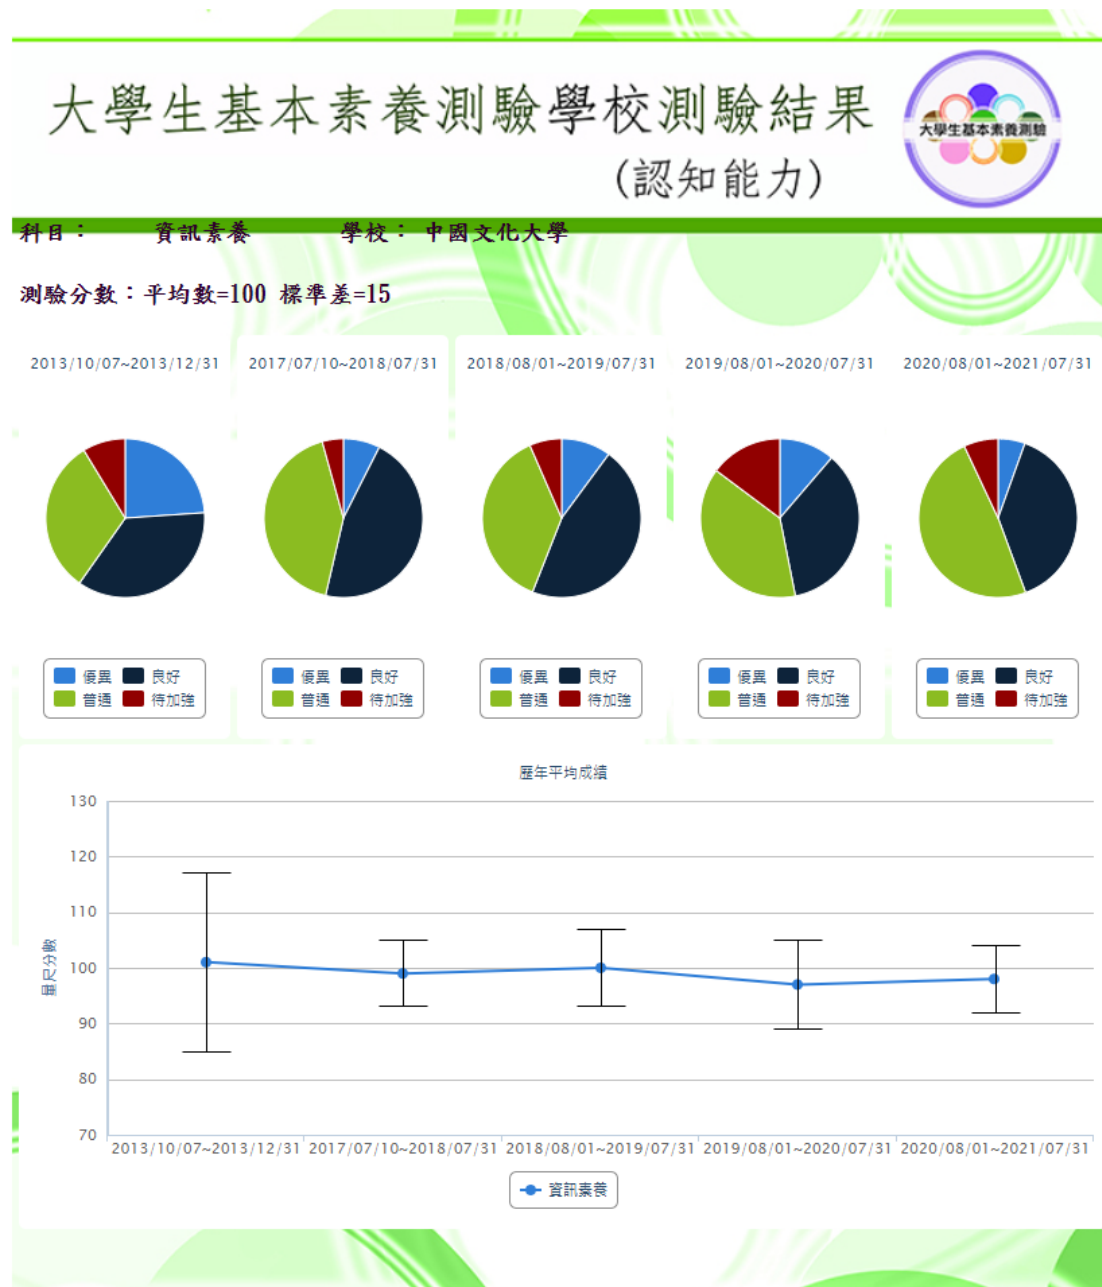 大學生基本素養測驗學校測驗結果
(認知能力)
大學生基本素養測驗
科目： 資訊素養 學校： 中國文化大學
測驗分數：平均數=100 標準差=15
2013/10/07~2013/12/31 2017/07/10~2018/07/31 2018/08/01~2019/07/31 2019/08/01~2020/07/31 2020/08/01~2021/07/31
優異 良好 優異 良好 優異 良好 優異 良好 優異 良好
普通 待加強 普通 待加強 普通 待加強 普通 待加強 普通 待加強
歷年平均成績
130
120
110
100
90
80
70
量尺分數
2013/10/07~2013/12/31 2017/07/10~2018/07/31 2018/08/01~2019/07/31 2019/08/01~2020/07/31 2020/08/01~2021/07/31
資訊素養